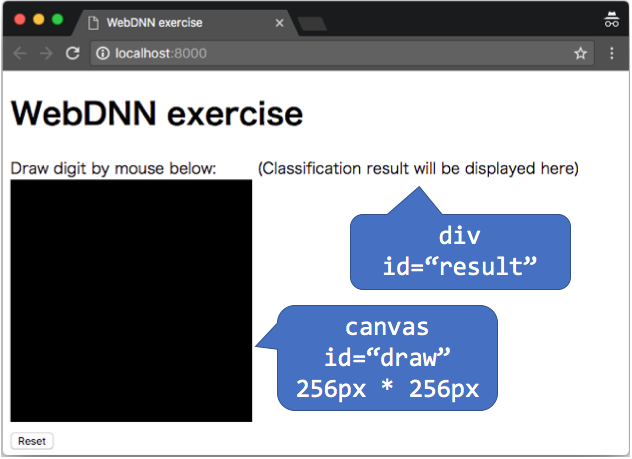 WebDNN exercise
localhost:8000
WebDNN exercise
Draw digit by mouse below:
(Classification result will be displayed here)
div
id=“result”
canvas
id=“draw”
256px * 256px
Reset